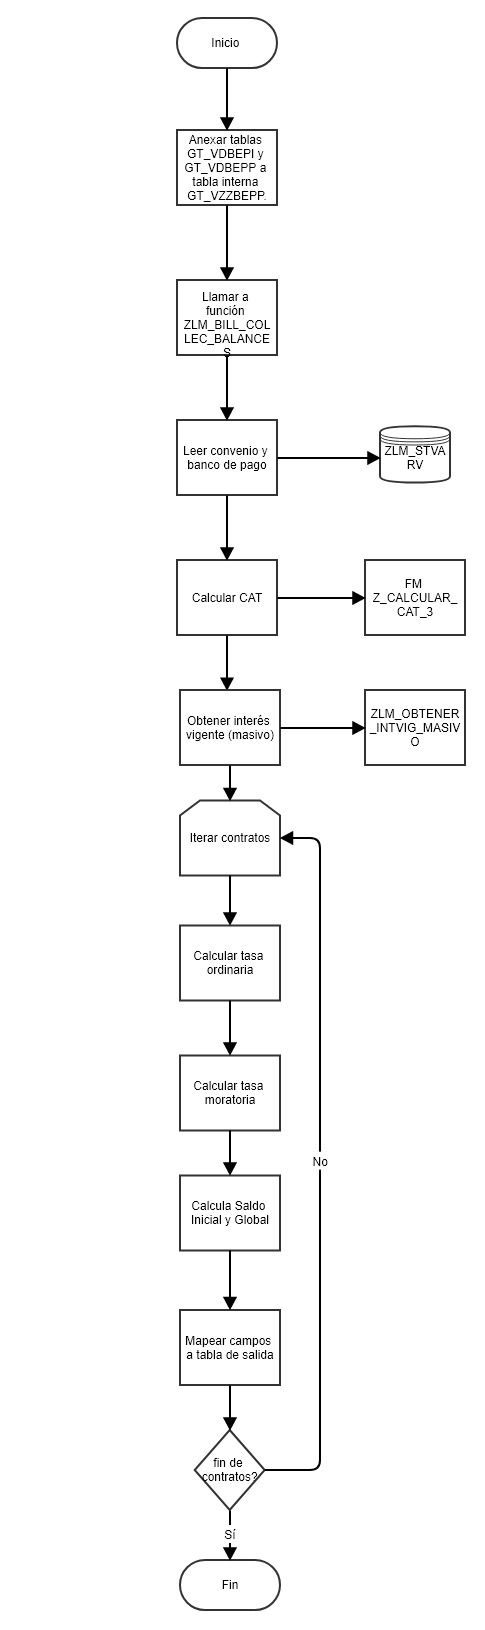 Inicio
Anexar tablas
GT_VDBEPI y
GT_VDBEPP a
tabla interna
GT_VZZBEPP.
Llamar a
función
ZLM_BILL_COL
LEC_BALANCE
S
Leer convenio y
banco de pago
ZLM_STVA
RV
Calcular CAT
FM
Z_CALCULAR_
CAT_3
Obtener interés
vigente (masivo)
ZLM_OBTENER
_INTVIG_MASIV
O
Iterar contratos
Calcular tasa
ordinaria
Calcular tasa
moratoria
No
Calcula Saldo
Inicial y Global
Mapear campos
a tabla de salida
fin de
contratos?
Sí
Fin